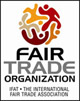 FAIR
TRADE
ORGANIZATION
IFAT • THE INTERNATIONAL
FAIR TRADE ASSOCIATION